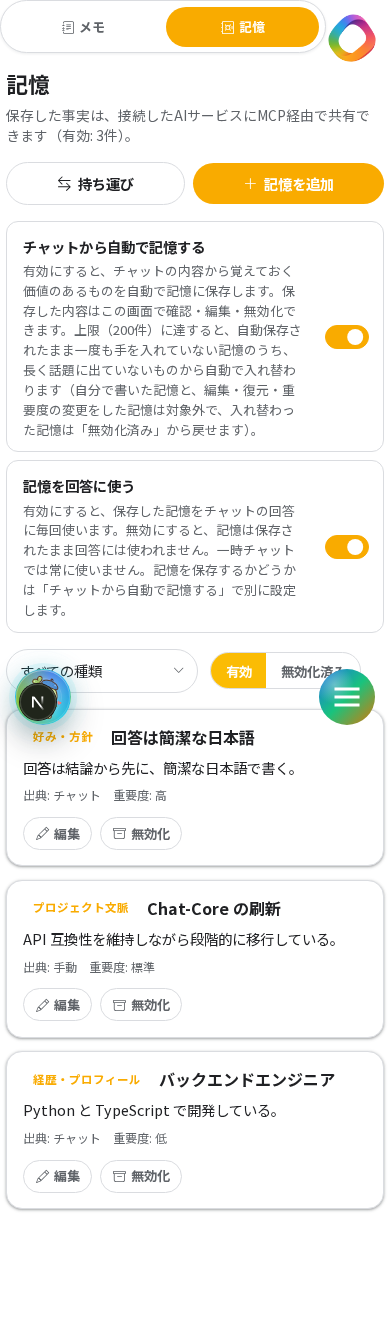 メモ
記憶
記憶
保存した事実は、接続したAIサービスにMCP経由で共有で
きます（有効: 3件）。
持ち運び
記憶を追加
チャットから自動で記憶する
有効にすると、チャットの内容から覚えておく
価値のあるものを自動で記憶に保存します。保
存した内容はこの画面で確認・編集・無効化で
きます。上限（200件）に達すると、自動保存さ
れたまま一度も手を入れていない記憶のうち、
長く話題に出ていないものから自動で入れ替わ
ります（自分で書いた記憶と、編集・復元・重
要度の変更をした記憶は対象外で、入れ替わっ
た記憶は「無効化済み」から戻せます）。
記憶を回答に使う
有効にすると、保存した記憶をチャットの回答
に毎回使います。無効にすると、記憶は保存さ
れたまま回答には使われません。一時チャット
では常に使いません。記憶を保存するかどうか
は「チャットから自動で記憶する」で別に設定
します。
すべての種類
有効
無効化済み
N
好み・方針 回答は簡潔な日本語
回答は結論から先に、簡潔な日本語で書く。
出典: チャット 重要度: 高
編集
無効化
プロジェクト文脈 Chat-Core の刷新
API 互換性を維持しながら段階的に移行している。
出典: 手動 重要度: 標準
編集
無効化
経歴・プロフィール バックエンドエンジニア
Python と TypeScript で開発している。
出典: チャット 重要度: 低
編集
無効化